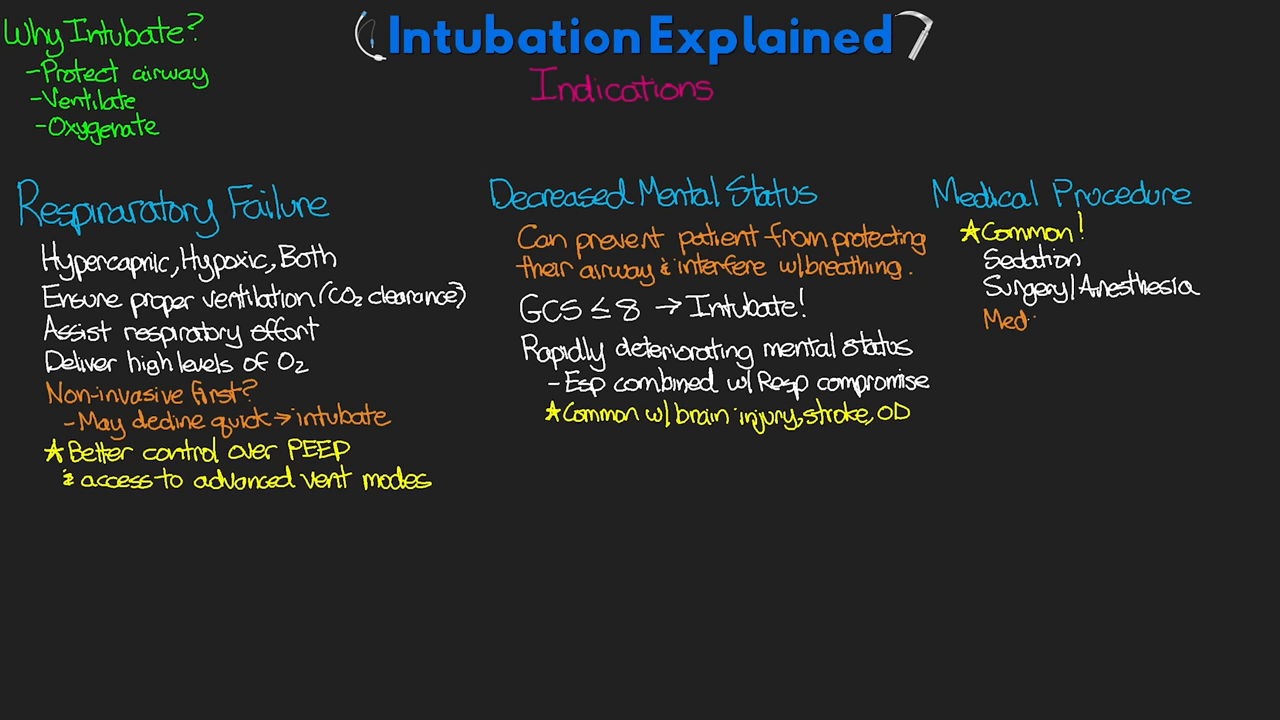 Why Intubate?
-Protect airway
-Ventilate
-Oxygenate
Intubation Explained
Indications
Respiraratory Failure
Hypercapnic, Hypoxic, Both
Ensure proper ventilation (CO2 clearance)
Assist respiratory effort
Deliver high levels of O2
Non-invasive first?
-May decline quick → intubate
★Better control over PEEP
& access to advanced vent modes
Decreased Mental Status
Can prevent patient from protecting
their airway & interfere w/breathing.
GCS ≤ 8 → Intubate!
Rapidly deteriorating mental status
-Esp combined w/ Resp compromise
★Common w/ brain injury, stroke, OD
Medical Procedure
★Common!
Sedation
Surgery/Anesthesia
Med